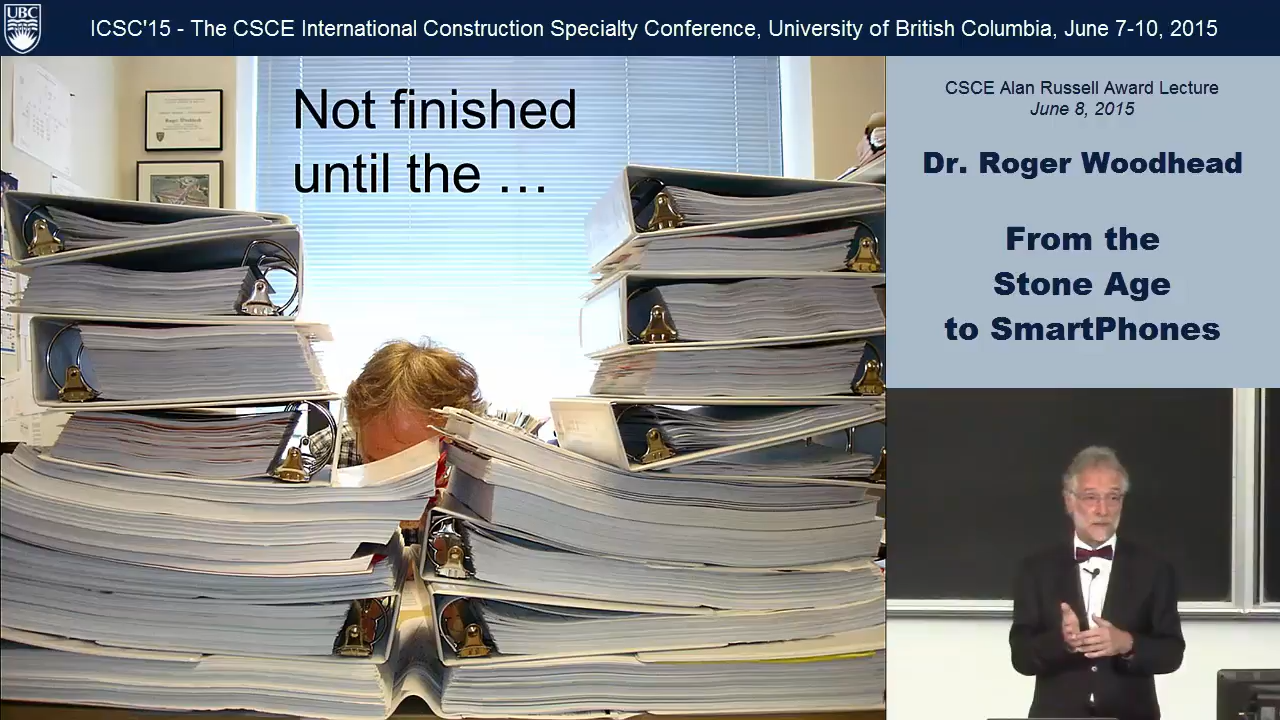 UBC
ICSC'15 - The CSCE International Construction Specialty Conference, University of British Columbia, June 7-10, 2015
Not finished
until the …
CSCE Alan Russell Award Lecture
June 8, 2015
Dr. Roger Woodhead
From the
Stone Age
to SmartPhones